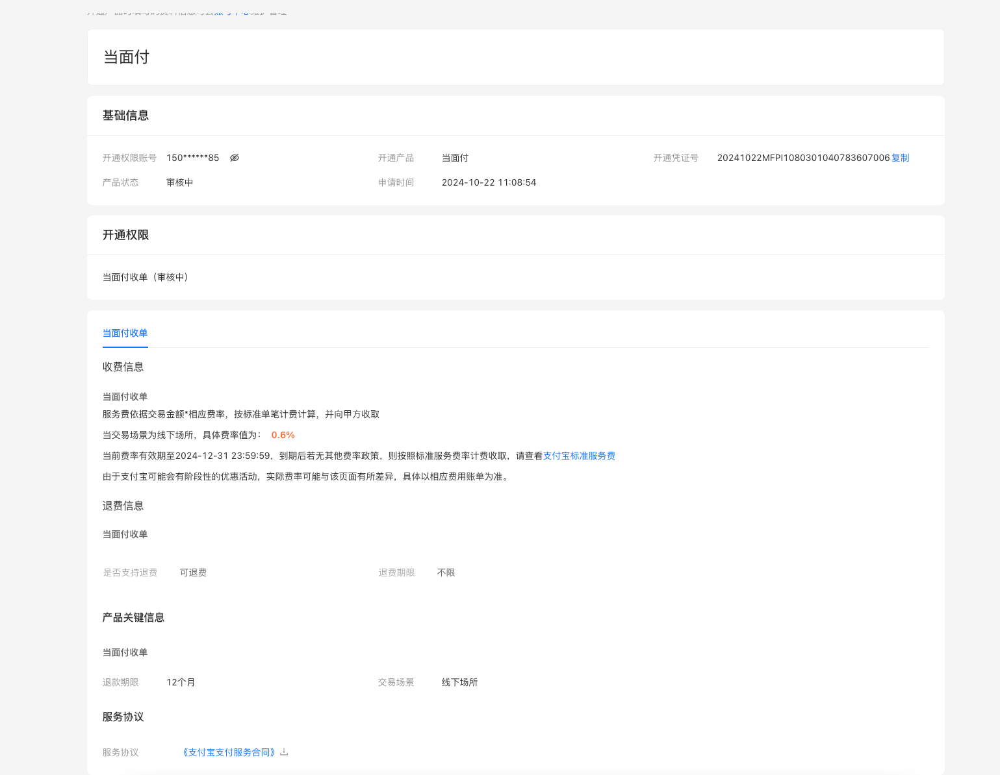 当面付
基础信息
开通权限账号 150******85 开通产品 当面付 开通凭证号 20241022MFPI1080301040783607006 复制
产品状态 审核中 申请时间 2024-10-22 11:08:54
开通权限
当面付收单（审核中）
当面付收单
收费信息
当面付收单
服务费依据交易金额*相应费率，按标准单笔计费计算，并向甲方收取
当交易场景为线下场所，具体费率值为： 0.6%
当前费率有效期至2024-12-31 23:59:59，到期后若无其他费率政策，则按照标准服务费率计费收取，请查看支付宝标准服务费
由于支付宝可能会有阶段性的优惠活动，实际费率可能与该页面有所差异，具体以相应费用账单为准。
退费信息
当面付收单
是否支持退费 可退费 退费期限 不限
产品关键信息
当面付收单
退款期限 12个月 交易场景 线下场所
服务协议
服务协议 《支付宝支付服务合同》